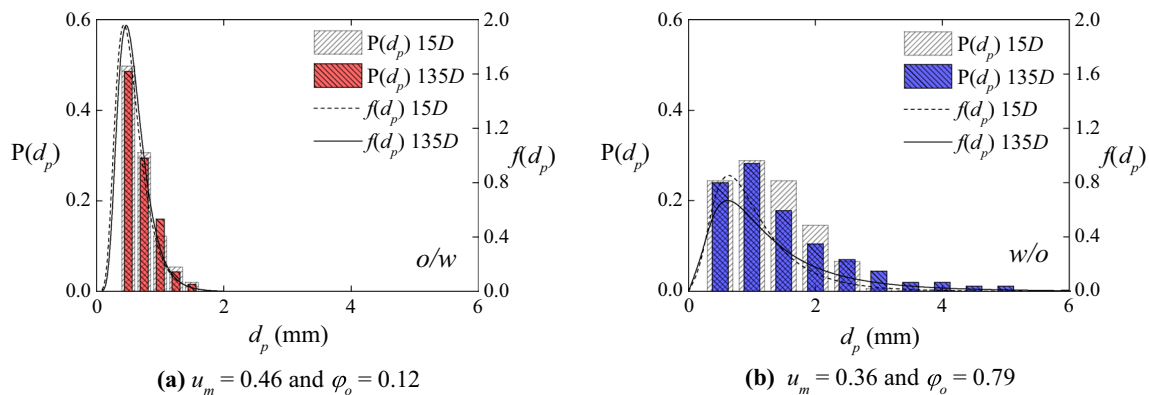 0.6
0.4
0.2
0.0
P(d_p)
P(d_p) 15D
P(d_p) 135D
f(d_p) 15D
f(d_p) 135D
o/w
2.0
1.6
1.2
0.8
0.4
0.0
f(d_p)
0 2 4 6
d_p (mm)
(a) u_m = 0.46 and φ_o = 0.12
0.6
0.4
0.2
0.0
P(d_p)
P(d_p) 15D
P(d_p) 135D
f(d_p) 15D
f(d_p) 135D
w/o
2.0
1.6
1.2
0.8
0.4
0.0
f(d_p)
0 2 4 6
d_p (mm)
(b) u_m = 0.36 and φ_o = 0.79